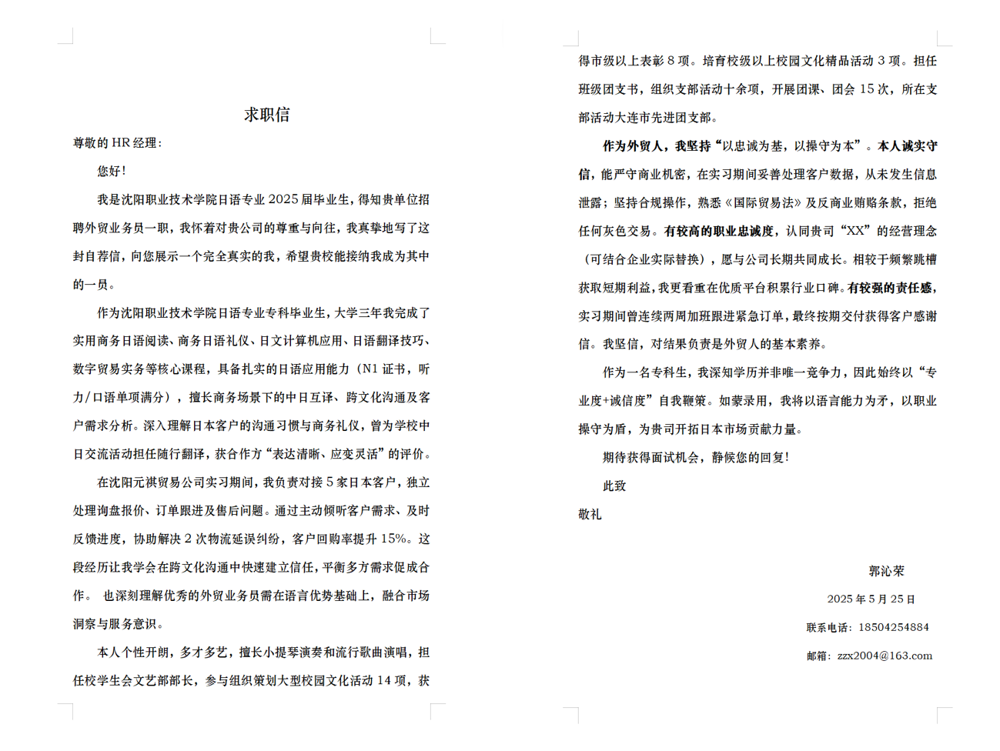 求职信
尊敬的 HR 经理：
您好！
我是沈阳职业技术学院日语专业 2025 届毕业生，得知贵单位招
聘外贸业务员一职，我怀着对贵公司的尊重与向往，我真挚地写了这
封自荐信，向您展示一个完全真实的我，希望贵校能接纳我成为其中
的一员。
作为沈阳职业技术学院日语专业专科毕业生，大学三年我完成了
实用商务日语阅读、商务日语礼仪、日文计算机应用、日语翻译技巧、
数字贸易实务等核心课程，具备扎实的日语应用能力（N1 证书，听
力/口语单项满分），擅长商务场景下的中日互译、跨文化沟通及客
户需求分析。深入理解日本客户的沟通习惯与商务礼仪，曾为学校中
日交流活动担任随行翻译，获合作方“表达清晰、应变灵活”的评价。
在沈阳元祺贸易公司实习期间，我负责对接 5 家日本客户，独立
处理询盘报价、订单跟进及售后问题。通过主动倾听客户需求、及时
反馈进度，协助解决 2 次物流延误纠纷，客户回购率提升 15%。这
段经历让我学会在跨文化沟通中快速建立信任，平衡多方需求促成合
作。 也深刻理解优秀的外贸业务员需在语言优势基础上，融合市场
洞察与服务意识。
本人个性开朗，多才多艺，擅长小提琴演奏和流行歌曲演唱，担
任校学生会文艺部部长，参与组织策划大型校园文化活动 14 项，获
得市级以上表彰 8 项。培育校级以上校园文化精品活动 3 项。担任
班级团支书，组织支部活动十余项，开展团课、团会 15 次，所在支
部活动大连市先进团支部。
作为外贸人，我坚持“以忠诚为基，以操守为本”。本人诚实守
信，能严守商业机密，在实习期间妥善处理客户数据，从未发生信息
泄露；坚持合规操作，熟悉《国际贸易法》及反商业贿赂条款，拒绝
任何灰色交易。有较高的职业忠诚度，认同贵司“XX”的经营理念
（可结合企业实际替换），愿与公司长期共同成长。相较于频繁跳槽
获取短期利益，我更看重在优质平台积累行业口碑。有较强的责任感，
实习期间曾连续两周加班跟进紧急订单，最终按期交付获得客户感谢
信。我坚信，对结果负责是外贸人的基本素养。
作为一名专科生，我深知学历并非唯一竞争力，因此始终以“专
业度+诚信度”自我鞭策。如蒙录用，我将以语言能力为矛，以职业
操守为盾，为贵司开拓日本市场贡献力量。
期待获得面试机会，静候您的回复！
此致
敬礼
郭沁荣
2025 年 5 月 25 日
联系电话：18504254884
邮箱：zzx2004@163.com